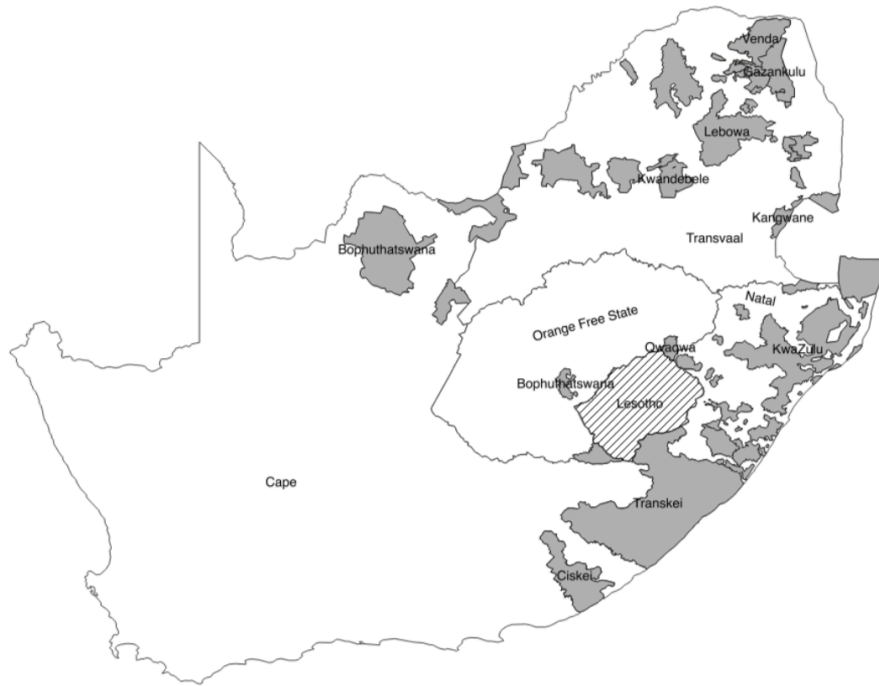 Venda
Gazankulu
Lebowa
Kwandebele
Kangwane
Transvaal
Bophuthatswana
Natal
Orange Free State
Qwaqwa
KwaZulu
Bophuthatswana
Lesotho
Cape
Transkei
Ciskei